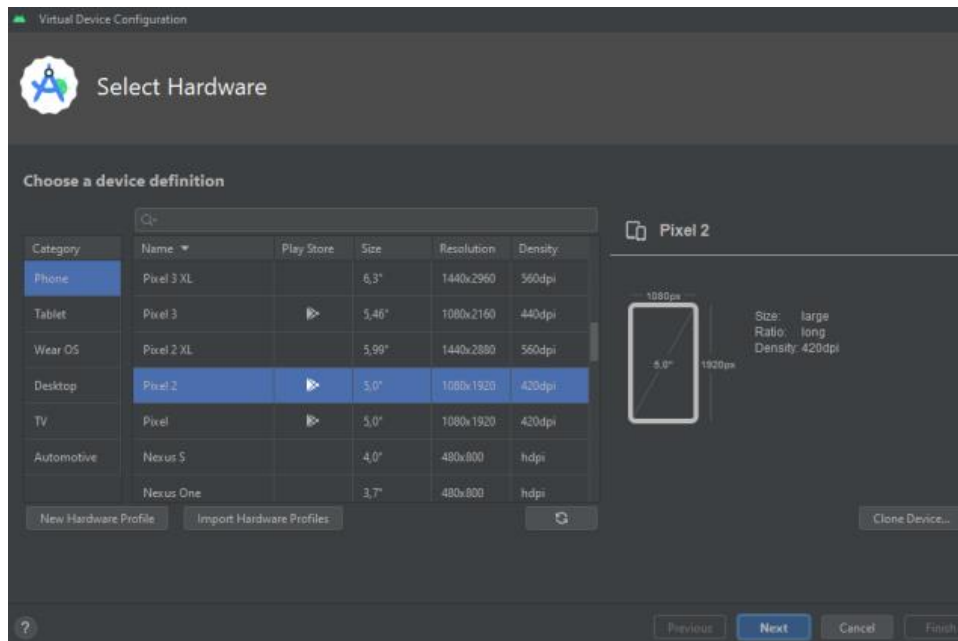 Virtual Device Configuration
Select Hardware
Choose a device definition
Category Name Play Store Size Resolution Density
Phone Pixel 3 XL 6,3" 1440x2960 560dpi
Tablet Pixel 3 5,46" 1080x2160 440dpi
Wear OS Pixel 2 XL 5,99" 1440x2880 560dpi
Desktop Pixel 2 5,0" 1080x1920 420dpi
TV Pixel 5,0" 1080x1920 420dpi
Automotive Nexus S 4,0" 480x800 hdpi
Nexus One 3,7" 480x800 hdpi
New Hardware Profile Import Hardware Profiles
Pixel 2
1080px
5.0" 1920px
Size: large
Ratio: long
Density: 420dpi
Clone Device...
? Previous Next Cancel Finish